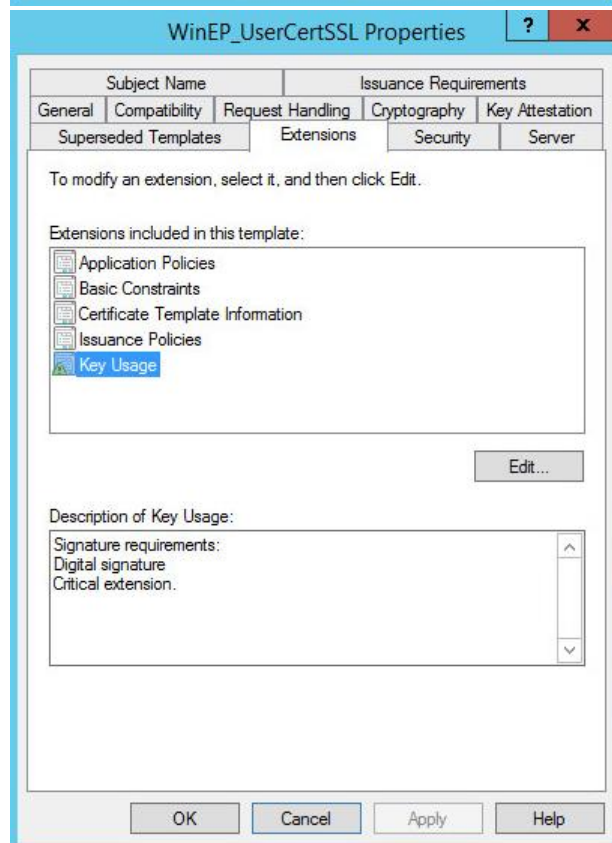 WinEP_UserCertSSL Properties
?
x
Subject Name
Issuance Requirements
General
Compatibility
Request Handling
Cryptography
Key Attestation
Superseded Templates
Extensions
Security
Server
To modify an extension, select it, and then click Edit.
Extensions included in this template:
Application Policies
Basic Constraints
Certificate Template Information
Issuance Policies
Key Usage
Edit...
Description of Key Usage:
Signature requirements:
Digital signature
Critical extension.
OK
Cancel
Apply
Help